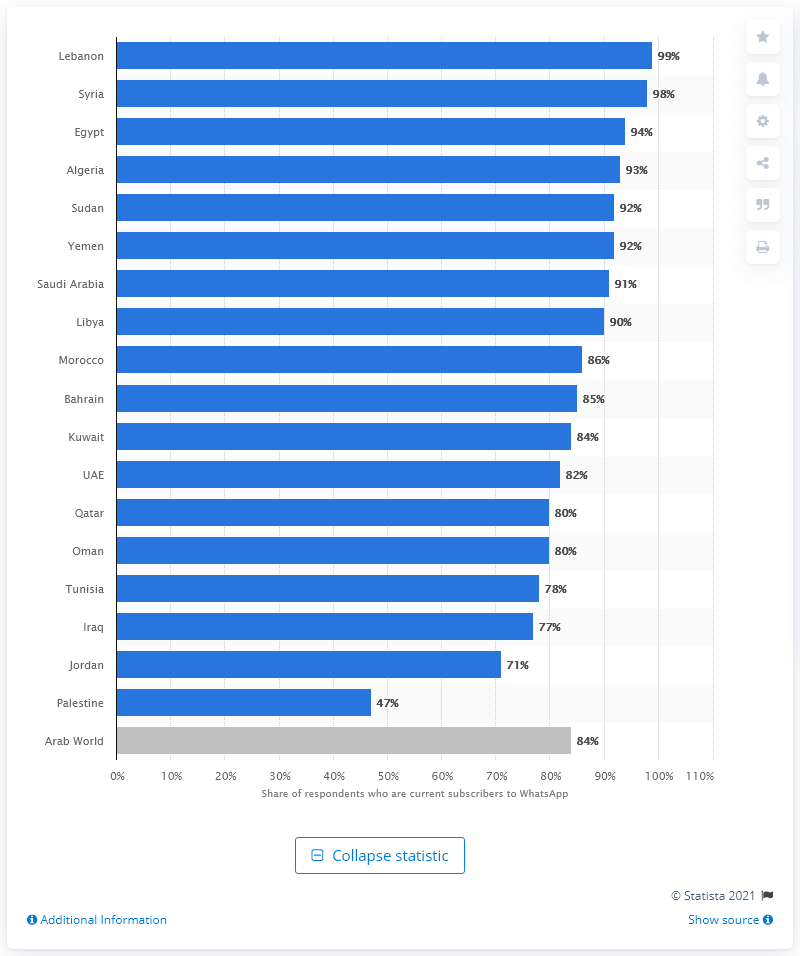 Lebanon 99%
Syria 98%
Egypt 94%
Algeria 93%
Sudan 92%
Yemen 92%
Saudi Arabia 91%
Libya 90%
Morocco 86%
Bahrain 85%
Kuwait 84%
UAE 82%
Qatar 80%
Oman 80%
Tunisia 78%
Iraq 77%
Jordan 71%
Palestine 47%
Arab World 84%
0% 10% 20% 30% 40% 50% 60% 70% 80% 90% 100% 110%
Share of respondents who are current subscribers to WhatsApp
Collapse statistic
© Statista 2021
Additional Information Show source